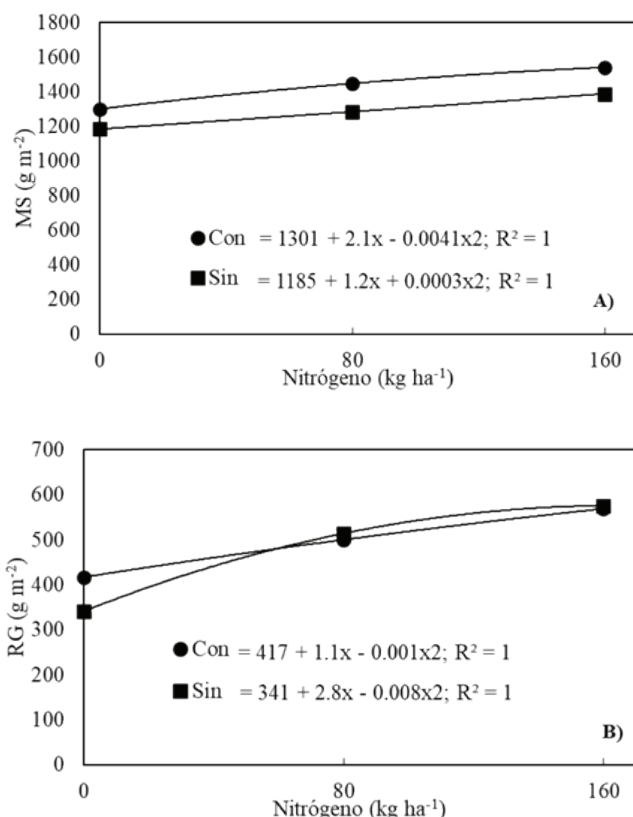 1800
1600
1400
1200
1000
800
600
400
200
0
MS (g m⁻²)
Con = 1301 + 2.1x - 0.0041x2; R² = 1
Sin = 1185 + 1.2x + 0.0003x2; R² = 1
A)
0 80 160
Nitrógeno (kg ha⁻¹)
700
600
500
400
300
200
100
0
RG (g m⁻²)
Con = 417 + 1.1x - 0.001x2; R² = 1
Sin = 341 + 2.8x - 0.008x2; R² = 1
B)
0 80 160
Nitrógeno (kg ha⁻¹)